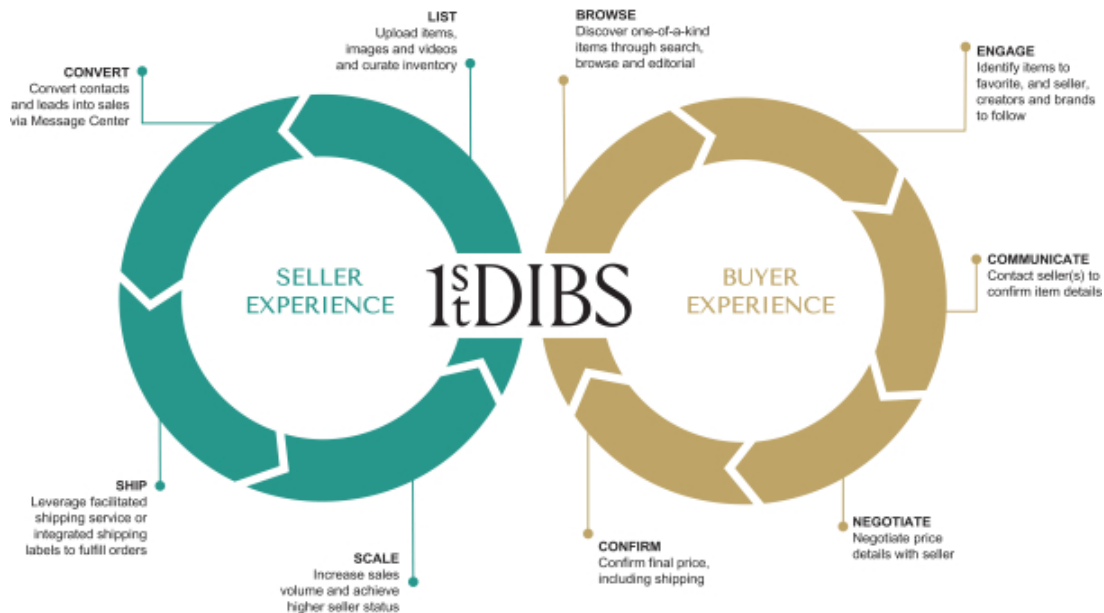 LIST
Upload items,
images and videos
and curate inventory
CONVERT
Convert contacts
and leads into sales
via Message Center
SHIP
Leverage facilitated
shipping service or
integrated shipping
labels to fulfill orders
SCALE
Increase sales
volume and achieve
higher seller status
SELLER
EXPERIENCE
1stDIBS
BUYER
EXPERIENCE
BROWSE
Discover one-of-a-kind
items through search,
browse and editorial
ENGAGE
Identify items to
favorite, and seller,
creators and brands
to follow
COMMUNICATE
Contact seller(s) to
confirm item details
NEGOTIATE
Negotiate price
details with seller
CONFIRM
Confirm final price,
including shipping